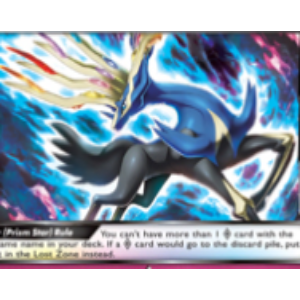 (Prism Star) Rule You can't have more than 1 ◇ card with the
ame name in your deck. If a ◇ card would go to the discard pile, put
t in the Lost Zone instead.